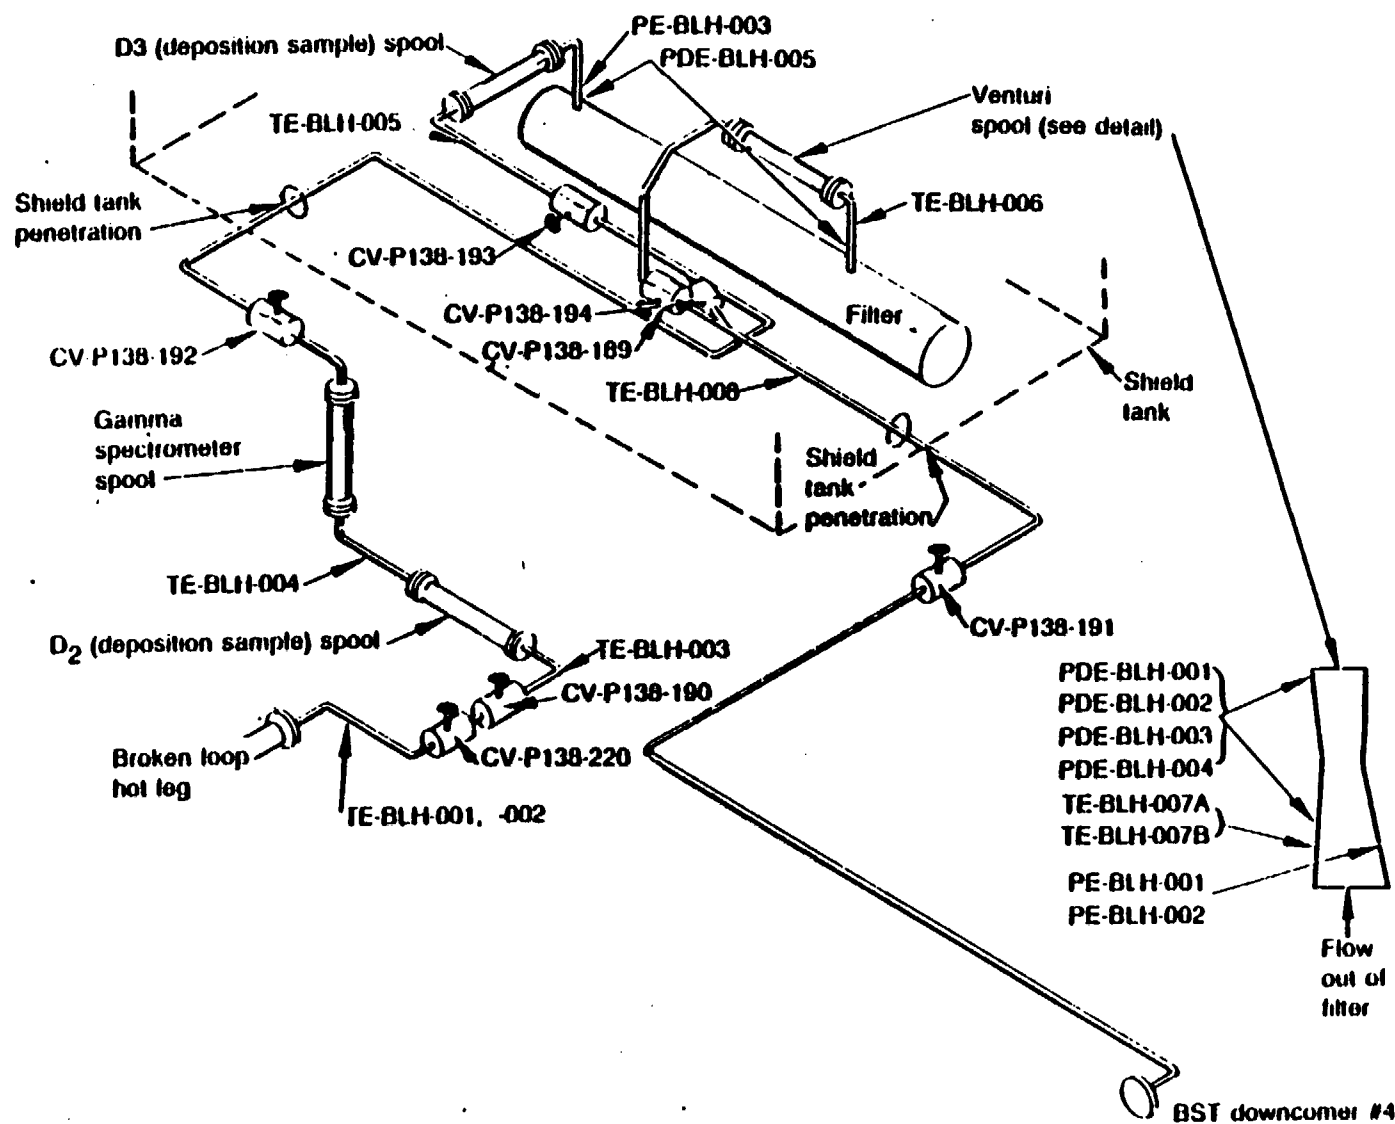 PE-BLH-003
D3 (deposition sample) spool
PDE-BLH-005
Venturi
spool (see detail)
TE-BLH-005
Shield tank
penetration
TE-BLH-006
CV-P138-193
CV-P138-194
Filter
CV-P138-189
CV-P138-192
TE-BLH-008
Shield
tank
Gamma
spectrometer
spool
Shield
tank
penetration
TE-BLH-004
CV-P138-191
D2 (deposition sample) spool
TE-BLH-003
CV-P138-190
Broken loop
hot leg
CV-P138-220
TE-BLH-001, -002
PDE-BLH-001
PDE-BLH-002
PDE-BLH-003
PDE-BLH-004
TE-BLH-007A
TE-BLH-007B
PE-BLH-001
PE-BLH-002
Flow
out of
filter
BST downcomer #4